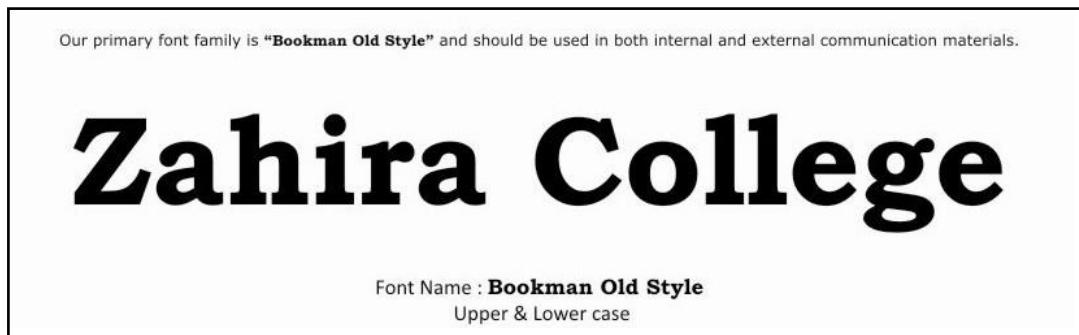 Our primary font family is “Bookman Old Style” and should be used in both internal and external communication materials.
Zahira College
Font Name : Bookman Old Style
Upper & Lower case